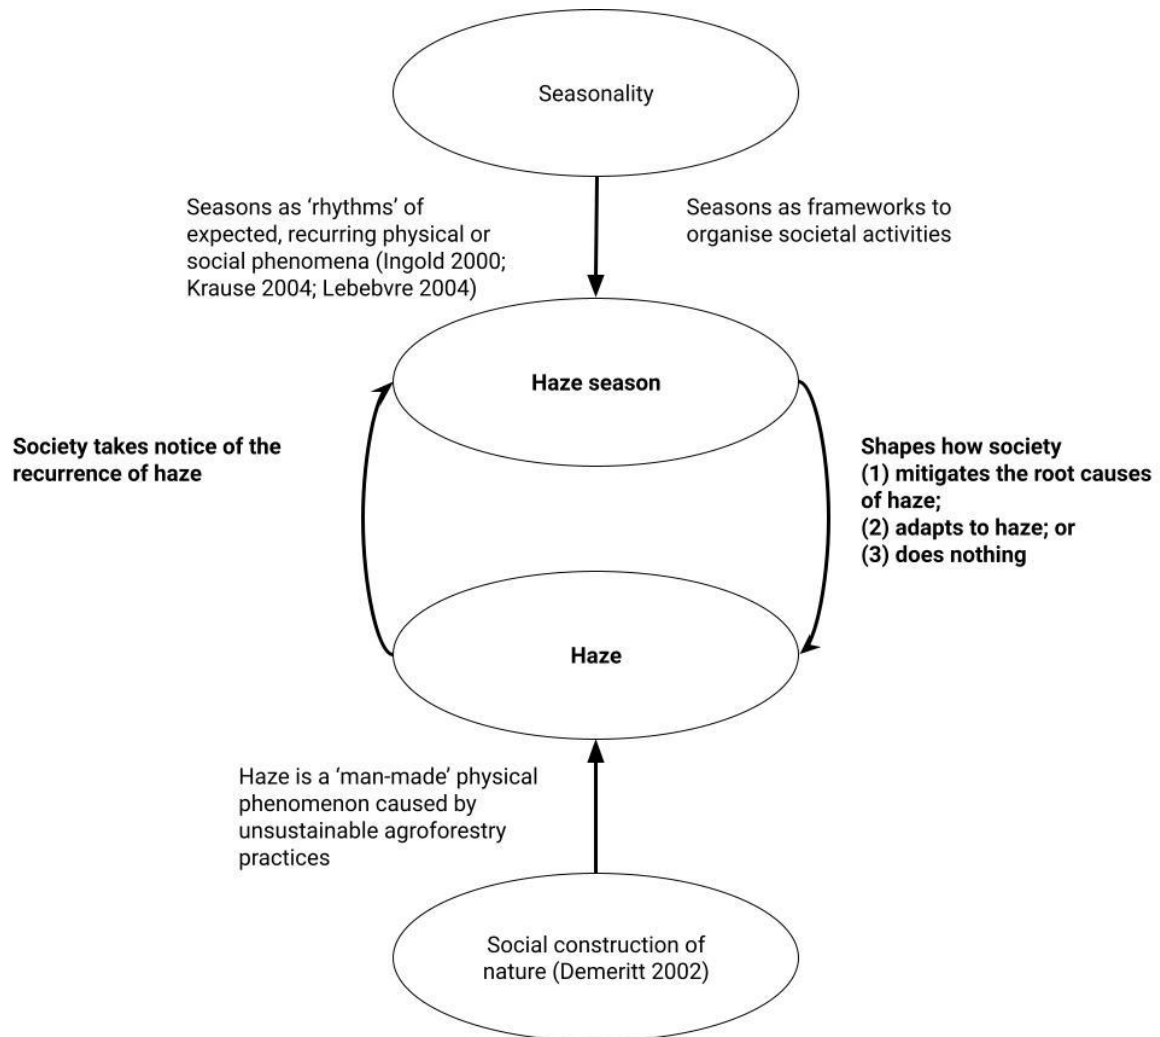 Seasonality
Seasons as ‘rhythms’ of
expected, recurring physical or
social phenomena (Ingold 2000;
Krause 2004; Lebebvre 2004)
Seasons as frameworks to
organise societal activities
Haze season
Society takes notice of the
recurrence of haze
Shapes how society
(1) mitigates the root causes
of haze;
(2) adapts to haze; or
(3) does nothing
Haze
Haze is a ‘man-made’ physical
phenomenon caused by
unsustainable agroforestry
practices
Social construction of
nature (Demeritt 2002)